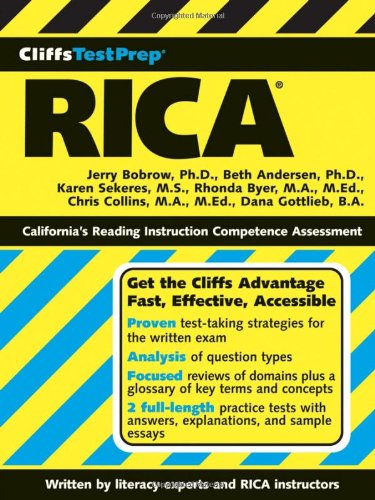 CliffsTestPrep®
RICA®
Jerry Bobrow, Ph.D., Beth Andersen, Ph.D.,
Karen Sekeres, M.S., Rhonda Byer, M.A., M.Ed.,
Chris Collins, M.A., M.Ed., Dana Gottlieb, B.A.
California's Reading Instruction Competence Assessment
Get the Cliffs Advantage
Fast, Effective, Accessible
Proven test-taking strategies for
the written exam
Analysis of question types
Focused reviews of domains plus a
glossary of key terms and concepts
2 full-length practice tests with
answers, explanations, and sample
essays
Written by literacy experts and RICA instructors